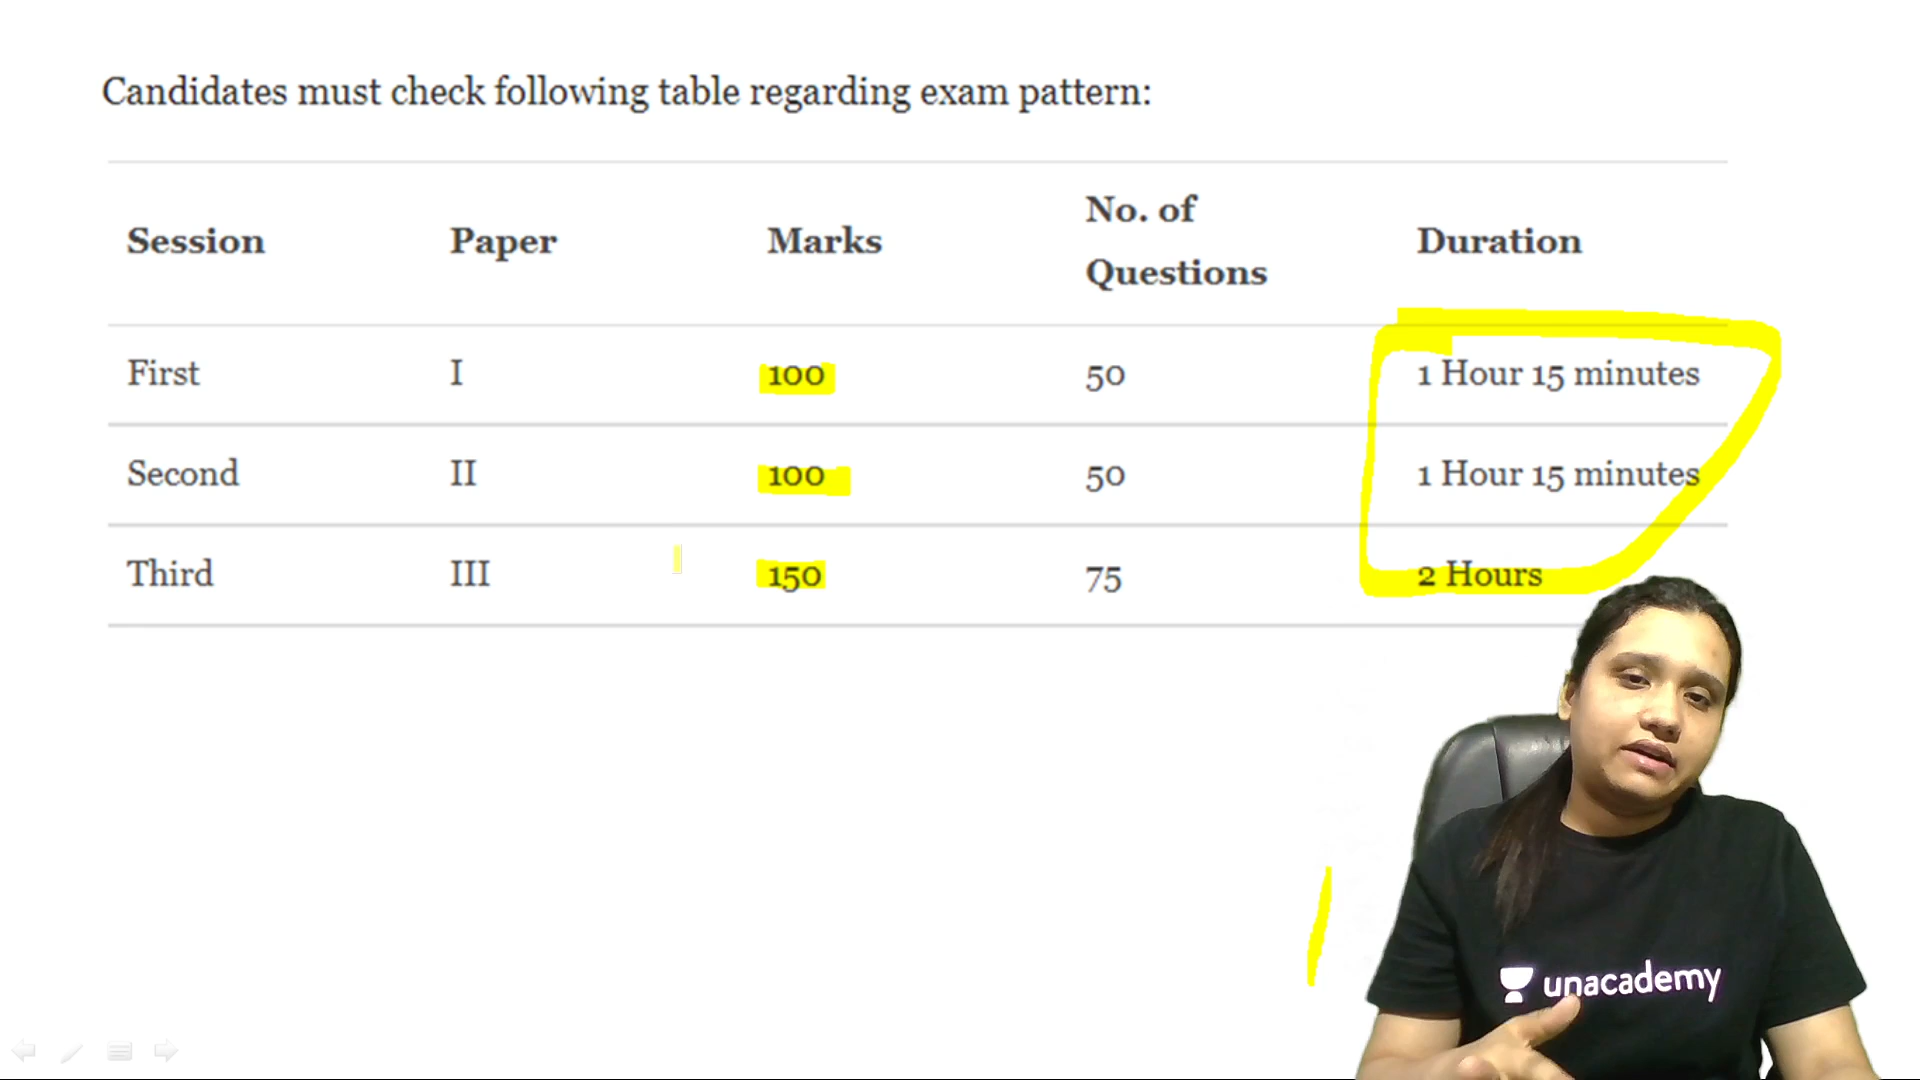 Candidates must check following table regarding exam pattern:
Session Paper Marks No. of Questions Duration
First I 100 50 1 Hour 15 minutes
Second II 100 50 1 Hour 15 minutes
Third III 150 75 2 Hours
unacademy